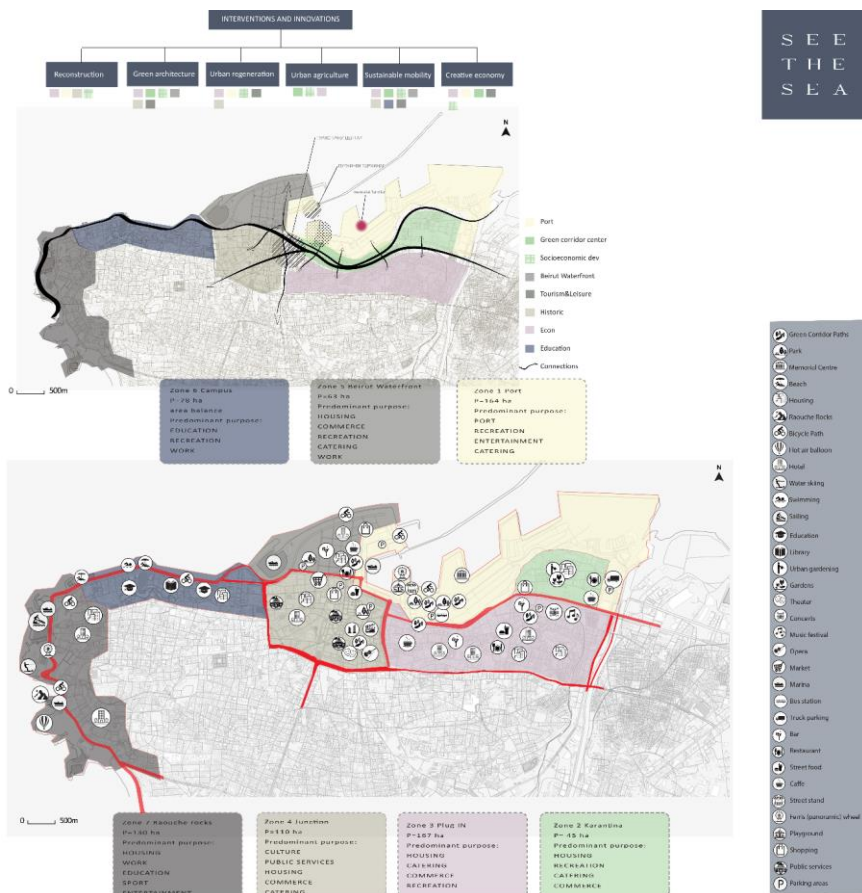 INTERVENTIONS AND INNOVATIONS
SEE
THE
SEA
Reconstruction
Green architecture
Urban regeneration
Urban agriculture
Sustainable mobility
Creative economy
N
Port
Green corridor center
Socioeconomic dev
Beirut Waterfront
Tourism&Leisure
Historic
Econ
Education
Connections
0 500m
Zone 6 Campus
P=76 ha
area balance
Predominant purpose:
EDUCATION
RECREATION
WORK
Zone 5 Beirut Waterfront
P=63 ha
Predominant purpose:
HOUSING
COMMERCE
RECREATION
CATERING
WORK
Zone 1 Port
P=164 ha
Predominant purpose:
PORT
RECREATION
ENTERTAINMENT
CATERING
N
0 500m
Zone 7 Raouche rocks
P=130 ha
Predominant purpose:
HOUSING
WORK
EDUCATION
SPORT
ENTERTAINMENT
Zone 4 Junction
P=110 ha
Predominant purpose:
CULTURE
PUBLIC SERVICES
HOUSING
COMMERCE
CATERING
Zone 3 Plug IN
P=107 ha
Predominant purpose:
HOUSING
CATERING
COMMERCE
RECREATION
Zone 2 Karantina
P= 45 ha
Predominant purpose:
HOUSING
RECREATION
CATERING
COMMERCE
Green Corridor Paths
Park
Memorial Centre
Beach
Housing
Raouche Rocks
Bicycle Path
Hot air balloon
Hotel
Water skiing
Swimming
Sailing
Education
Library
Urban gardening
Gardens
Theater
Concerts
Music festival
Opera
Market
Marina
Bus station
Truck parking
Bar
Restaurant
Street food
Caffe
Street stand
Ferris (panoramic) wheel
Playground
Shopping
Public services
Parking areas